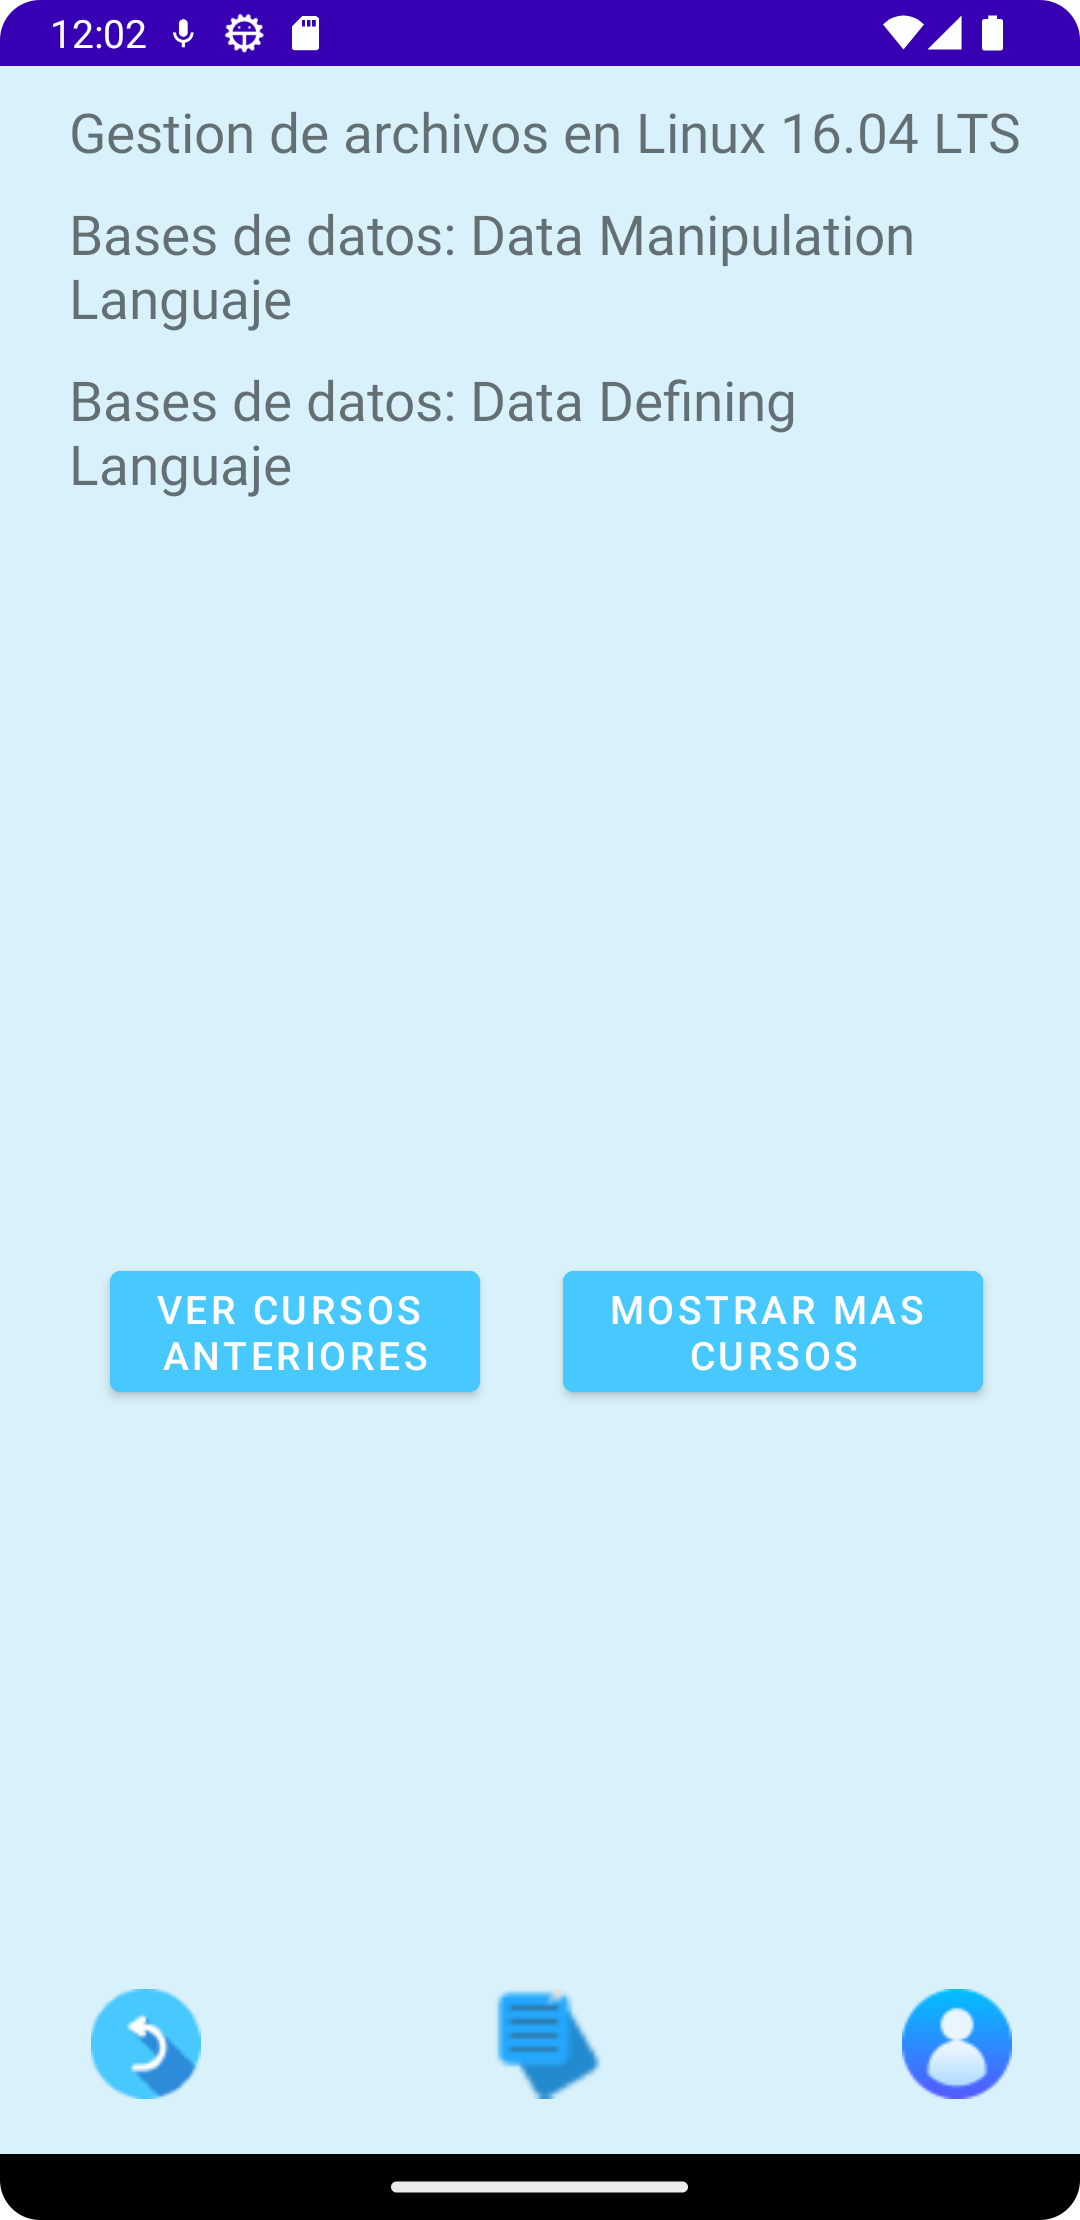 12:02
Gestion de archivos en Linux 16.04 LTS
Bases de datos: Data Manipulation
Languaje
Bases de datos: Data Defining
Languaje
VER CURSOS
ANTERIORES
MOSTRAR MAS
CURSOS